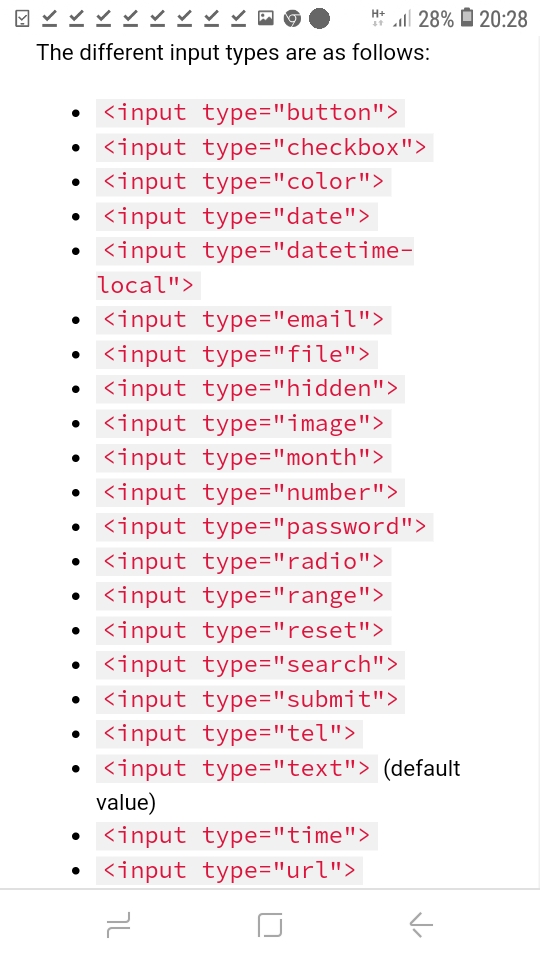 H+ 28% 20:28
The different input types are as follows:
<input type="button">
<input type="checkbox">
<input type="color">
<input type="date">
<input type="datetime-
local">
<input type="email">
<input type="file">
<input type="hidden">
<input type="image">
<input type="month">
<input type="number">
<input type="password">
<input type="radio">
<input type="range">
<input type="reset">
<input type="search">
<input type="submit">
<input type="tel">
<input type="text"> (default
value)
<input type="time">
<input type="url">